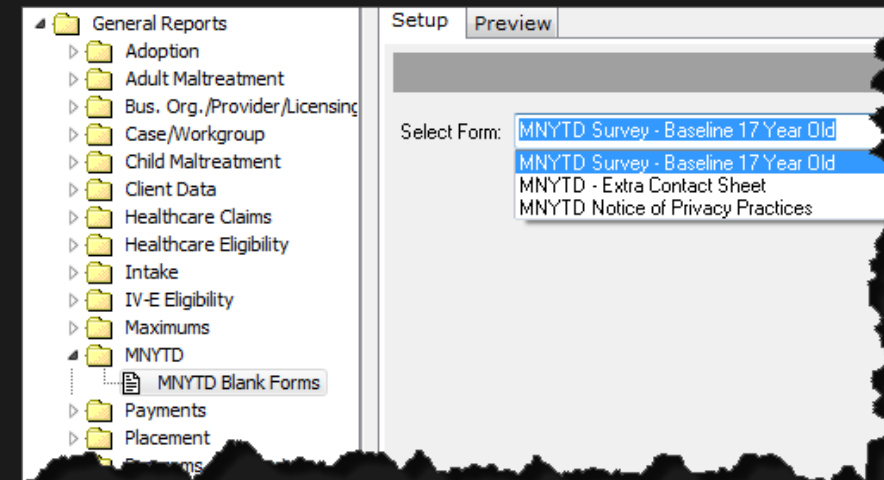 General Reports
Adoption
Adult Maltreatment
Bus. Org./Provider/Licensing
Case/Workgroup
Child Maltreatment
Client Data
Healthcare Claims
Healthcare Eligibility
Intake
IV-E Eligibility
Maximums
MNYTD
MNYTD Blank Forms
Payments
Placement
Setup Preview
Select Form: MNYTD Survey - Baseline 17 Year Old
MNYTD Survey - Baseline 17 Year Old
MNYTD - Extra Contact Sheet
MNYTD Notice of Privacy Practices